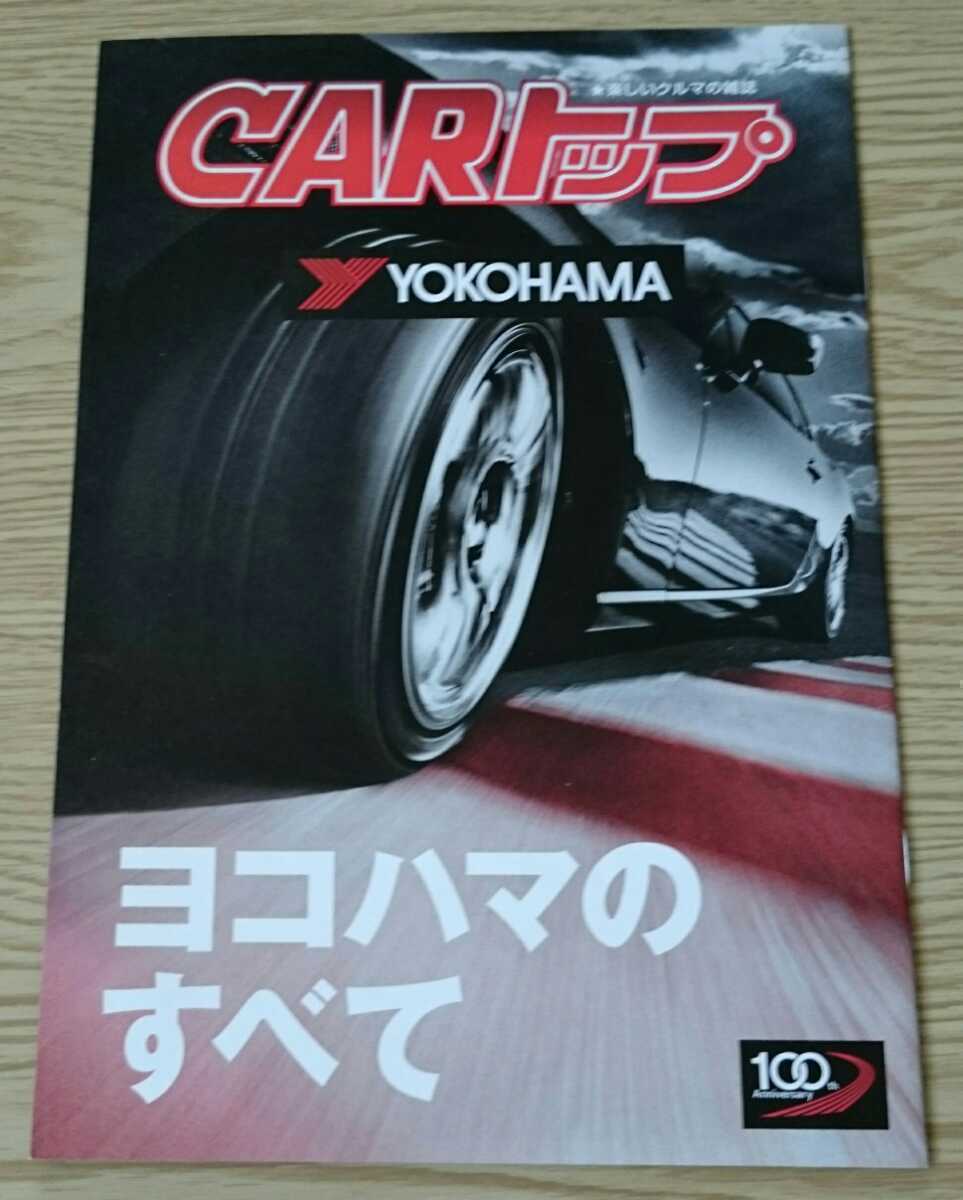 ★楽しいクルマの雑誌
CARトップ
YOKOHAMA
ヨコハマの
すべて
100th
Anniversary